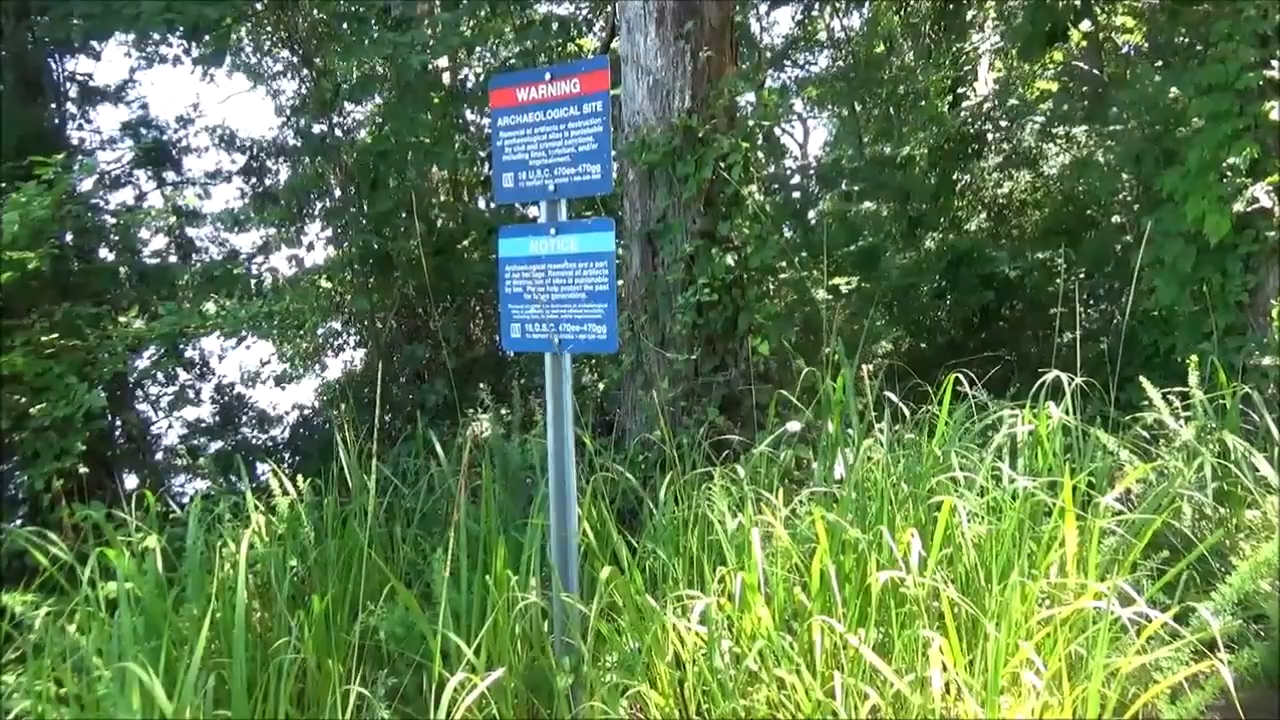 WARNING
ARCHAEOLOGICAL SITE
Removal of artifacts or destruction
of archaeological sites is punishable
by civil and criminal sanctions,
including fines, forfeiture, and/or
imprisonment.
16 U.S.C. 470ee-470gg
NOTICE
Archaeological resources are a part
of our heritage. Removal of artifacts
or destruction of sites is punishable
by law. Please help protect the past
for future generations.
16 U.S.C. 470ee-470gg